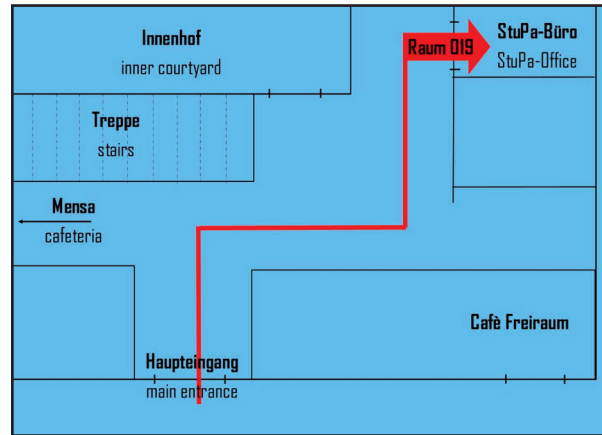 Innenhof
inner courtyard
Raum 019
StuPa-Büro
StuPa-Office
Treppe
stairs
Mensa
cafeteria
Cafè Freiraum
Haupteingang
main entrance